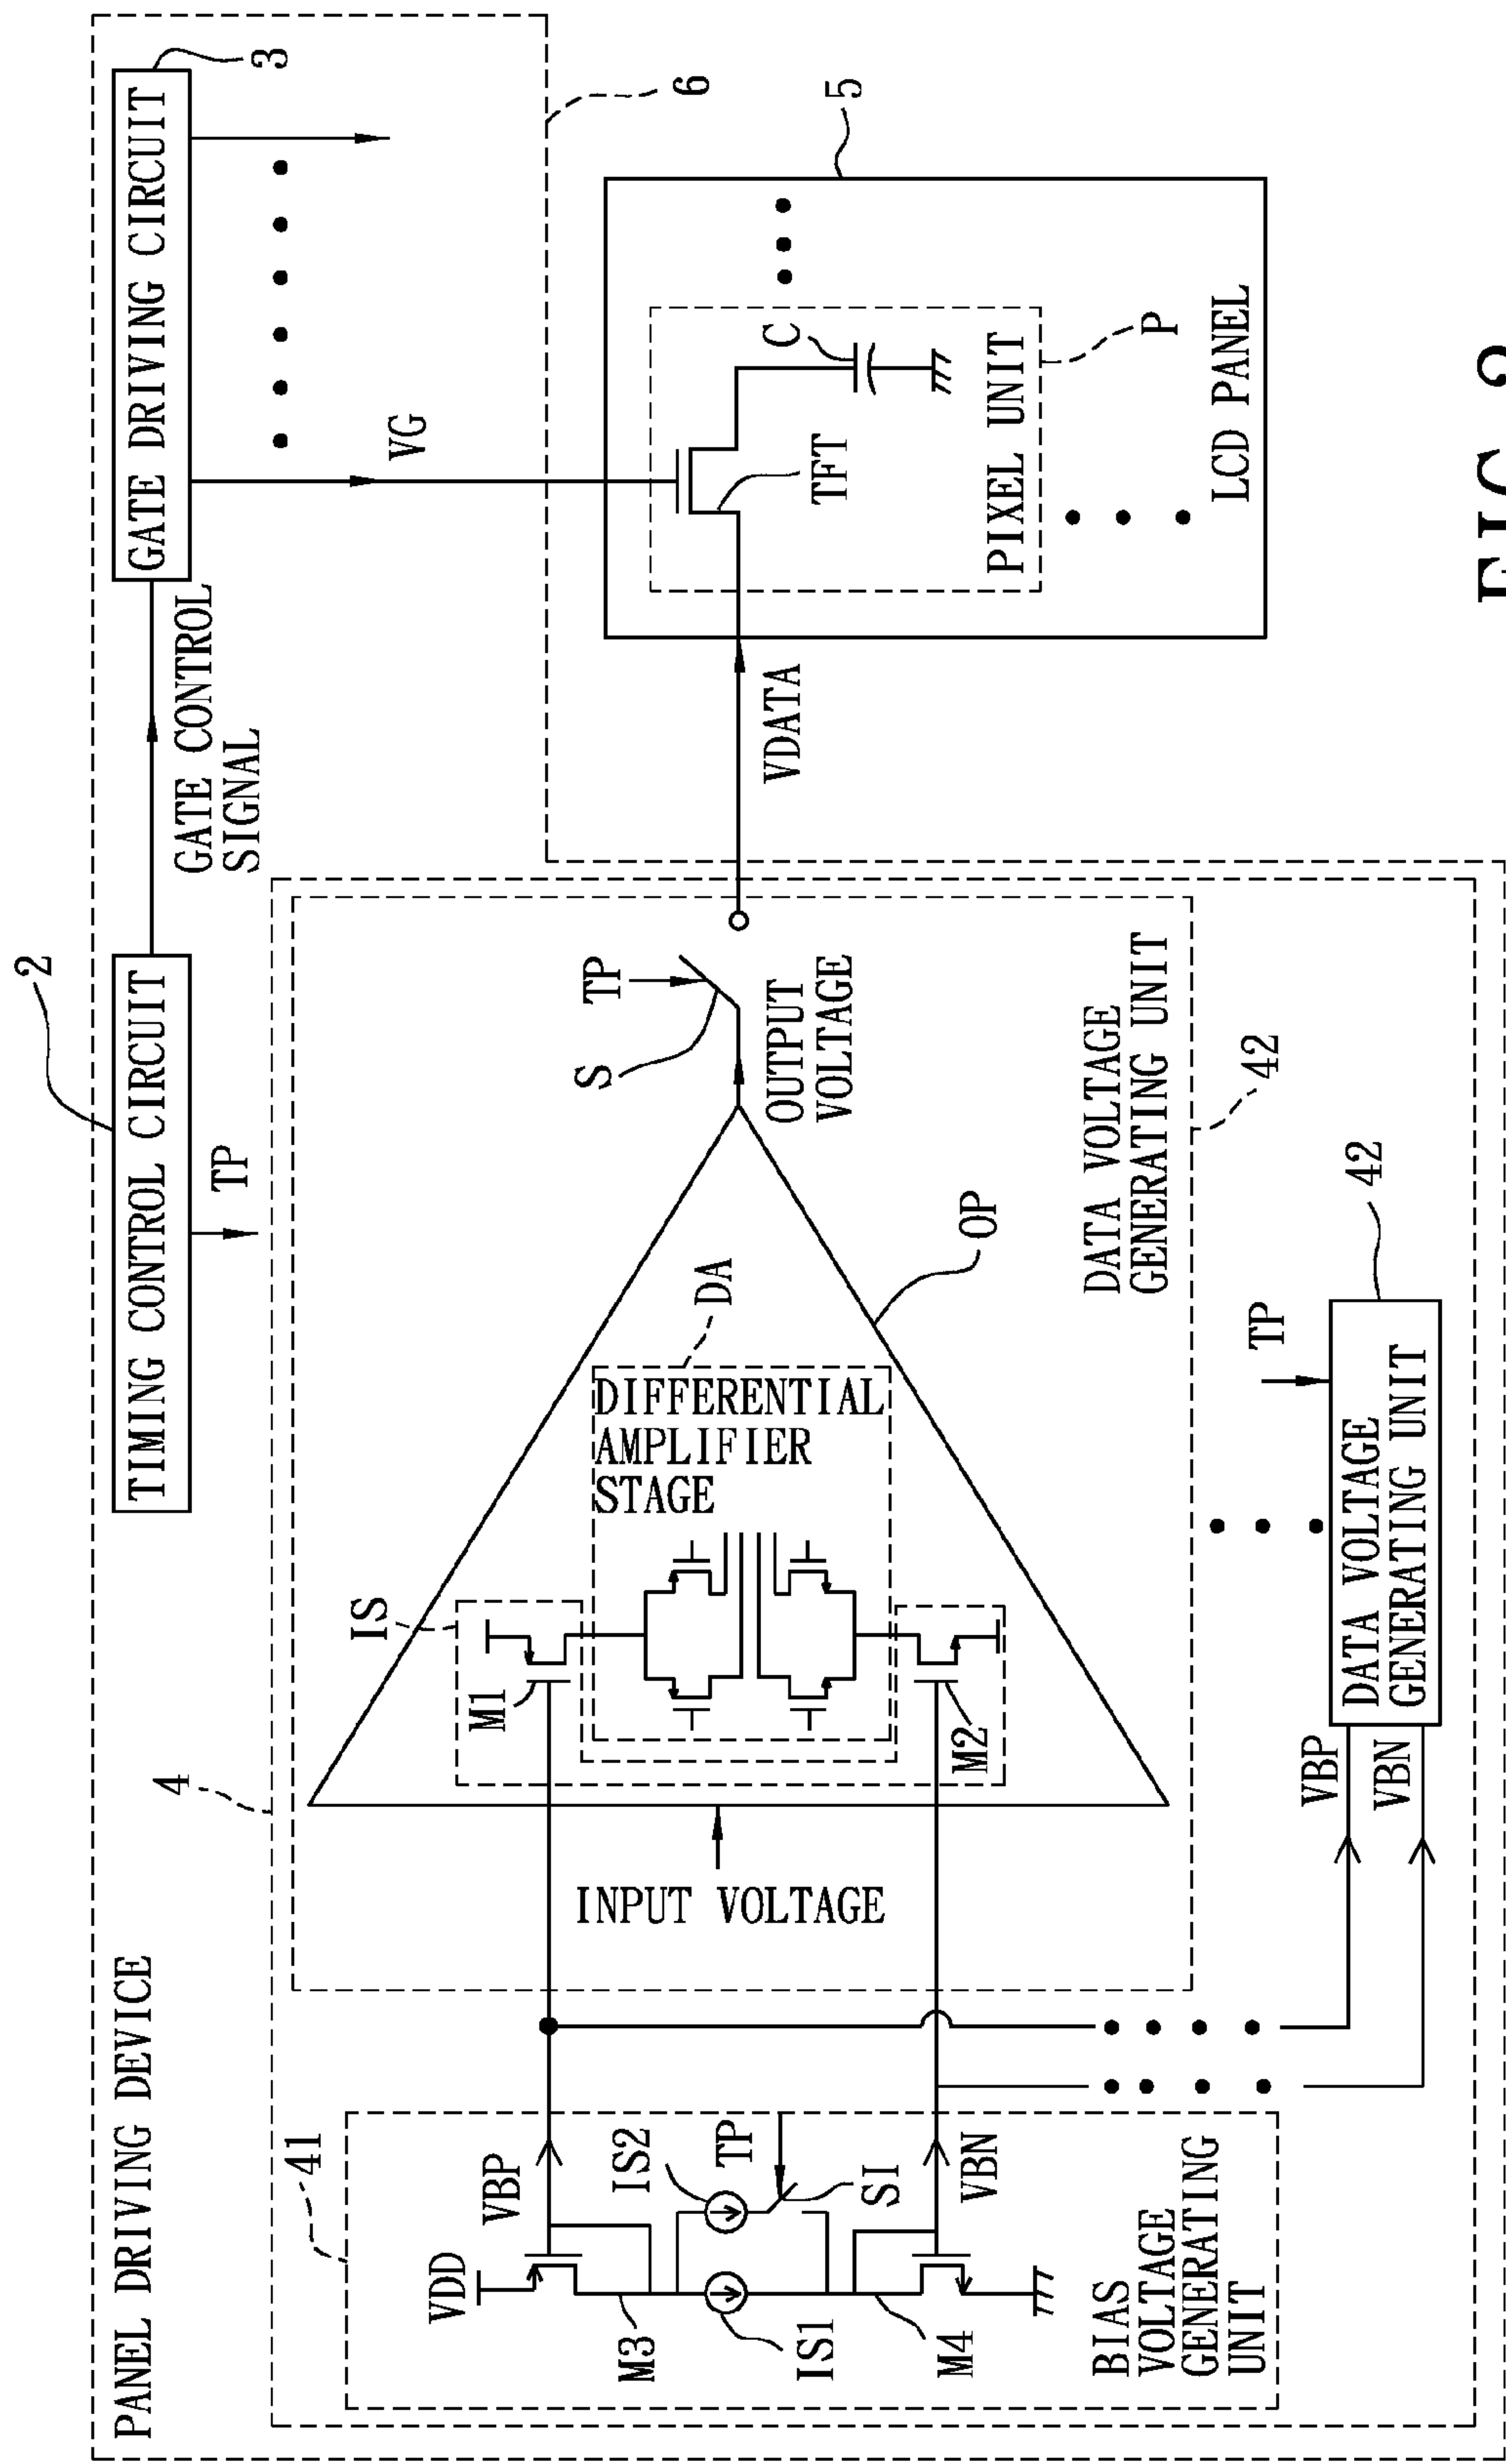 PANEL DRIVING DEVICE
TIMING CONTROL CIRCUIT
2
TP
GATE CONTROL
SIGNAL
GATE DRIVING CIRCUIT
3
VG
6
4
41
VDD
VBP
M3
IS2
TP
SI
IS1
M4
VBN
BIAS
VOLTAGE
GENERATING
UNIT
INPUT VOLTAGE
IS
M1
M2
DIFFERENTIAL
AMPLIFIER
STAGE
DA
OP
S
TP
OUTPUT
VOLTAGE
DATA VOLTAGE
GENERATING UNIT
42
VDATA
TFT
C
PIXEL UNIT
P
LCD PANEL
5
VBP
VBN
TP
DATA VOLTAGE
GENERATING UNIT
42